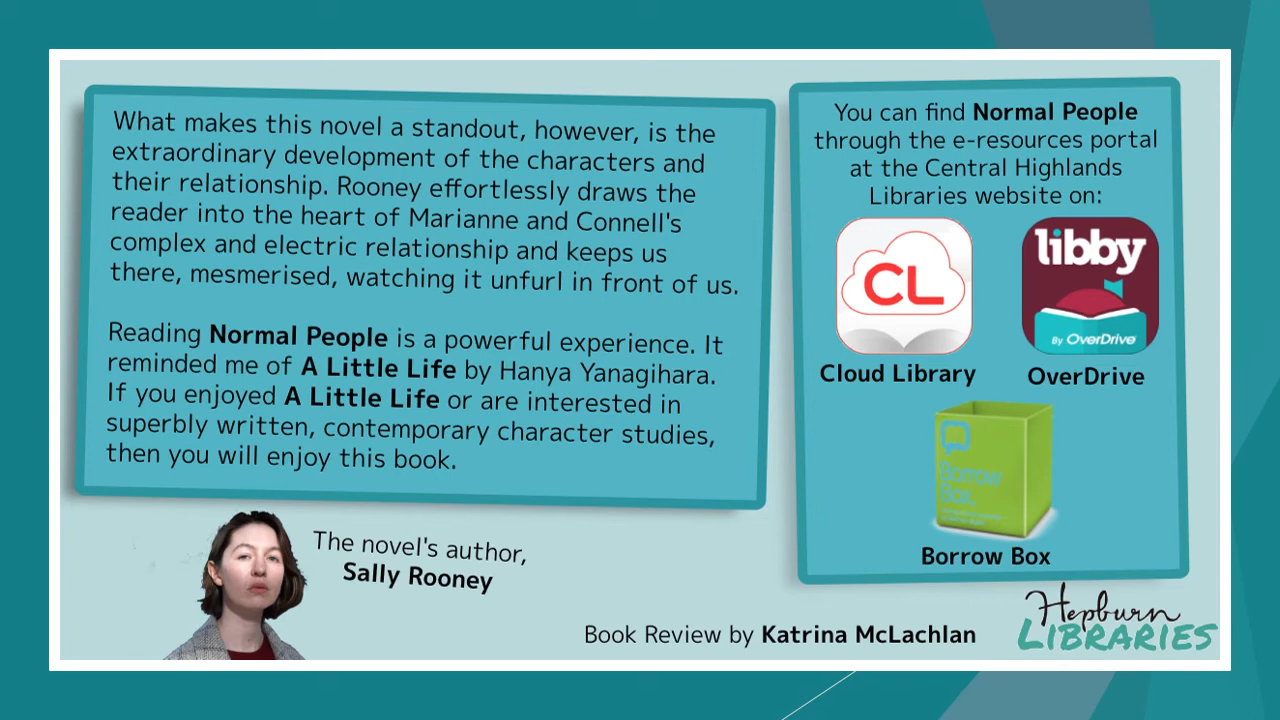 What makes this novel a standout, however, is the
extraordinary development of the characters and
their relationship. Rooney effortlessly draws the
reader into the heart of Marianne and Connell's
complex and electric relationship and keeps us
there, mesmerised, watching it unfurl in front of us.
Reading Normal People is a powerful experience. It
reminded me of A Little Life by Hanya Yanagihara.
If you enjoyed A Little Life or are interested in
superbly written, contemporary character studies,
then you will enjoy this book.
The novel's author,
Sally Rooney
Book Review by Katrina McLachlan
You can find Normal People
through the e-resources portal
at the Central Highlands
Libraries website on:
CL
Cloud Library
libby
By OverDrive
OverDrive
Borrow
Box
Borrow Box
Hepburn
LIBRARIES